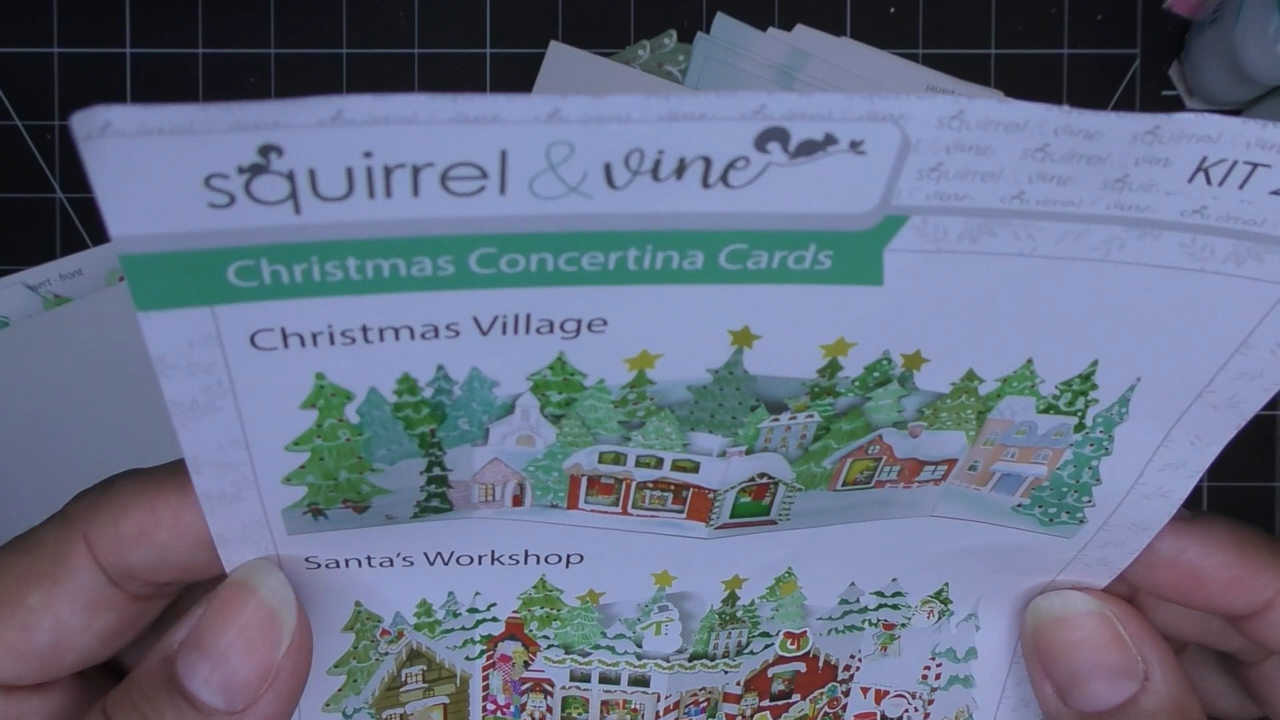 squirrel & vine
KIT
Christmas Concertina Cards
Christmas Village
Santa's Workshop